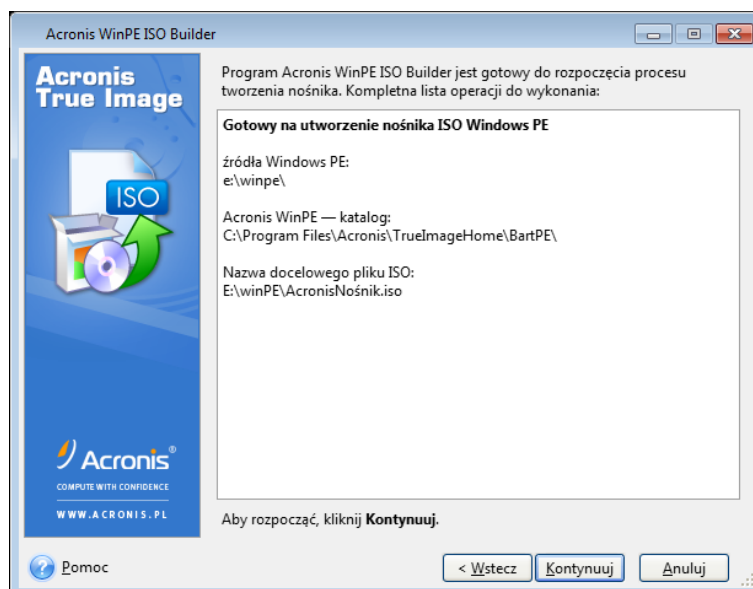 Acronis WinPE ISO Builder
Acronis
True Image
ISO
Acronis®
COMPUTE WITH CONFIDENCE
WWW.ACRONIS.PL
Program Acronis WinPE ISO Builder jest gotowy do rozpoczęcia procesu
tworzenia nośnika. Kompletna lista operacji do wykonania:
Gotowy na utworzenie nośnika ISO Windows PE
źródła Windows PE:
e:\winpe\
Acronis WinPE — katalog:
C:\Program Files\Acronis\TrueImageHome\BartPE\
Nazwa docelowego pliku ISO:
E:\winPE\AcronisNośnik.iso
Aby rozpocząć, kliknij Kontynuuj.
Pomoc
< Wstecz
Kontynuuj
Anuluj